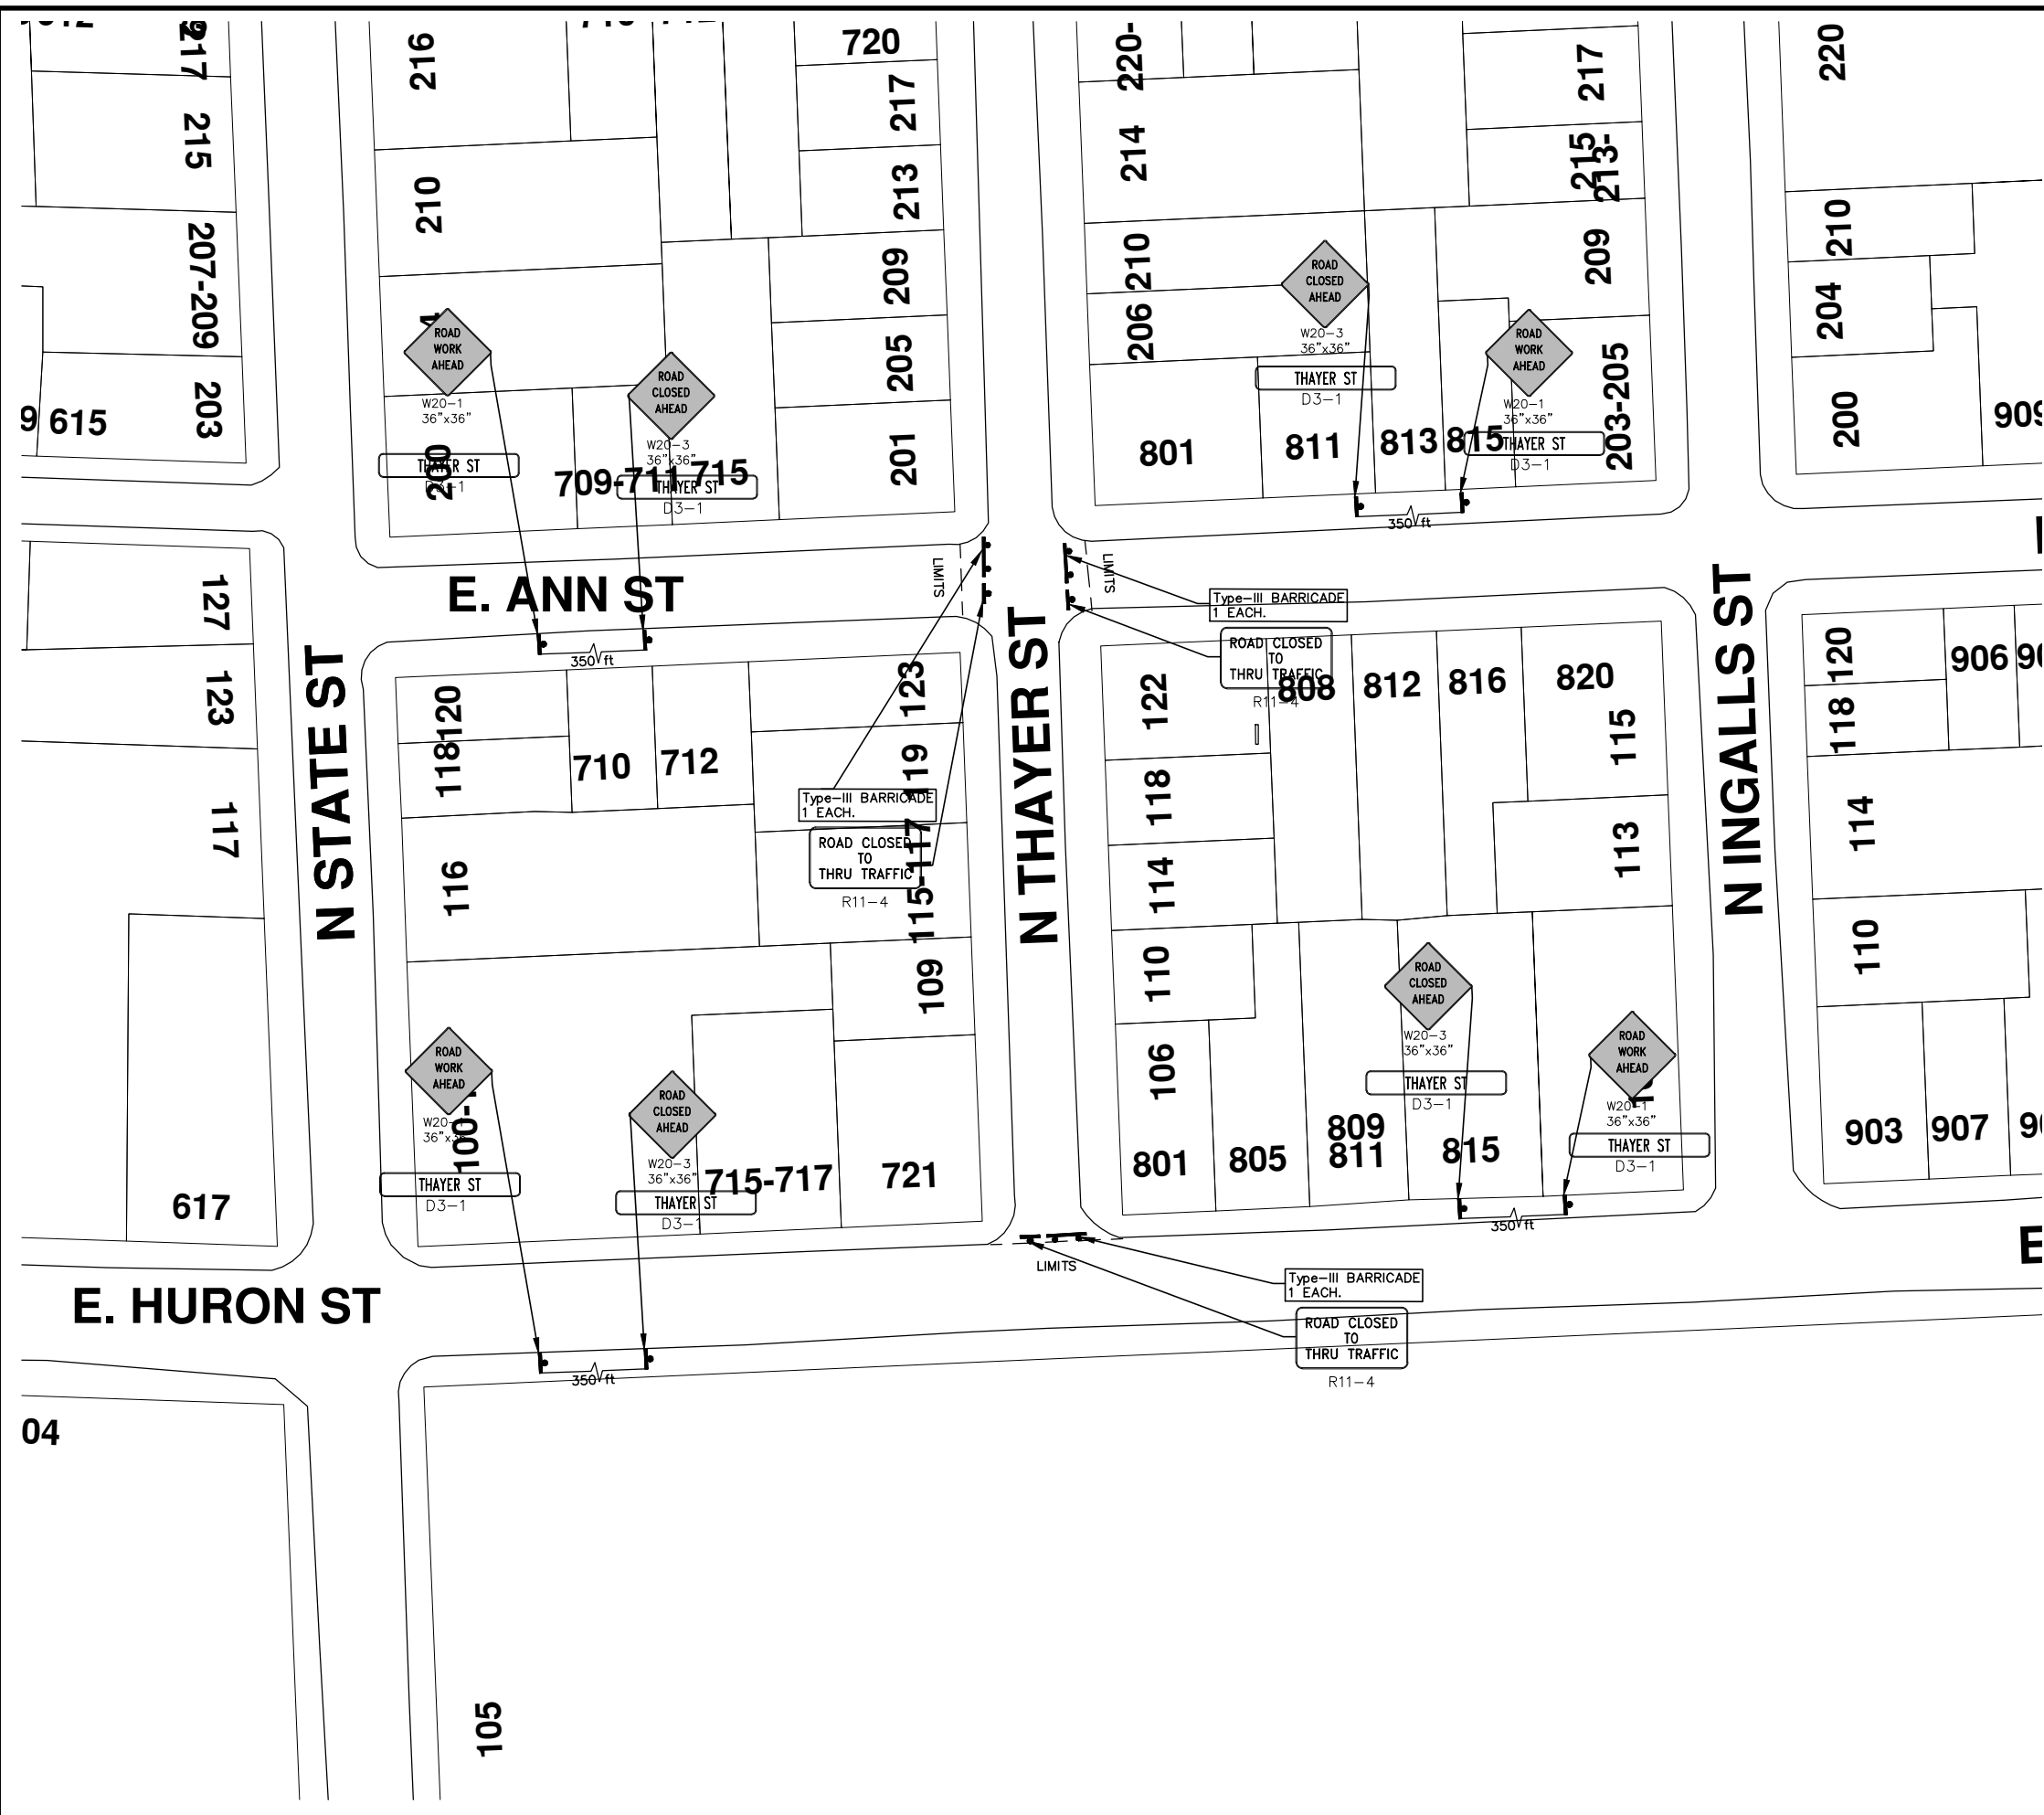 217
215
207-209
203
615
216
210
200
709-711
715
720
217
213
209
205
201
220-
214
210
206
801
811
813
815
217
215
213-
209
203-205
220
210
204
200
ROAD
WORK
AHEAD
W20-1
36"x36"
THAYER ST
D3-1
ROAD
CLOSED
AHEAD
W20-3
36"x36"
THAYER ST
D3-1
ROAD
CLOSED
AHEAD
W20-3
36"x36"
THAYER ST
D3-1
ROAD
WORK
AHEAD
W20-1
36"x36"
THAYER ST
D3-1
350 ft
LIMITS
LIMITS
E. ANN ST
350 ft
Type-III BARRICADE
1 EACH.
ROAD CLOSED
TO
THRU TRAFFIC
R11-4
N STATE ST
N THAYER ST
N INGALLS ST
127
123
117
617
120
118
116
710
712
123
119
115-117
109
Type-III BARRICADE
1 EACH.
ROAD CLOSED
TO
THRU TRAFFIC
R11-4
122
118
114
110
106
808
812
816
820
115
113
120
118
114
110
906
ROAD
WORK
AHEAD
W20-1
36"x36"
THAYER ST
D3-1
ROAD
CLOSED
AHEAD
W20-3
36"x36"
THAYER ST
D3-1
715-717
721
ROAD
CLOSED
AHEAD
W20-3
36"x36"
THAYER ST
D3-1
ROAD
WORK
AHEAD
W20-1
36"x36"
THAYER ST
D3-1
801
805
809
811
815
903
907
350 ft
LIMITS
E. HURON ST
Type-III BARRICADE
1 EACH.
ROAD CLOSED
TO
THRU TRAFFIC
R11-4
350 ft
04
105